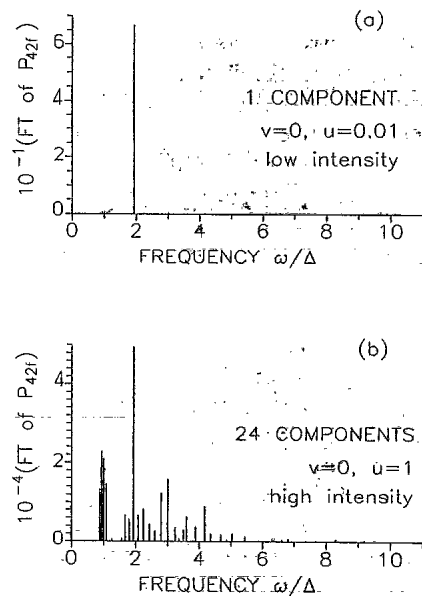 (a)
6
4
2
0
10⁻¹(FT of P₄₂f)
1 COMPONENT
v=0, u=0.01
low intensity
0 2 4 6 8 10
FREQUENCY ω/Δ
(b)
4
2
0
10⁻⁴(FT of P₄₂f)
24 COMPONENTS
v=0, u=1
high intensity
0 2 4 6 8 10
FREQUENCY ω/Δ